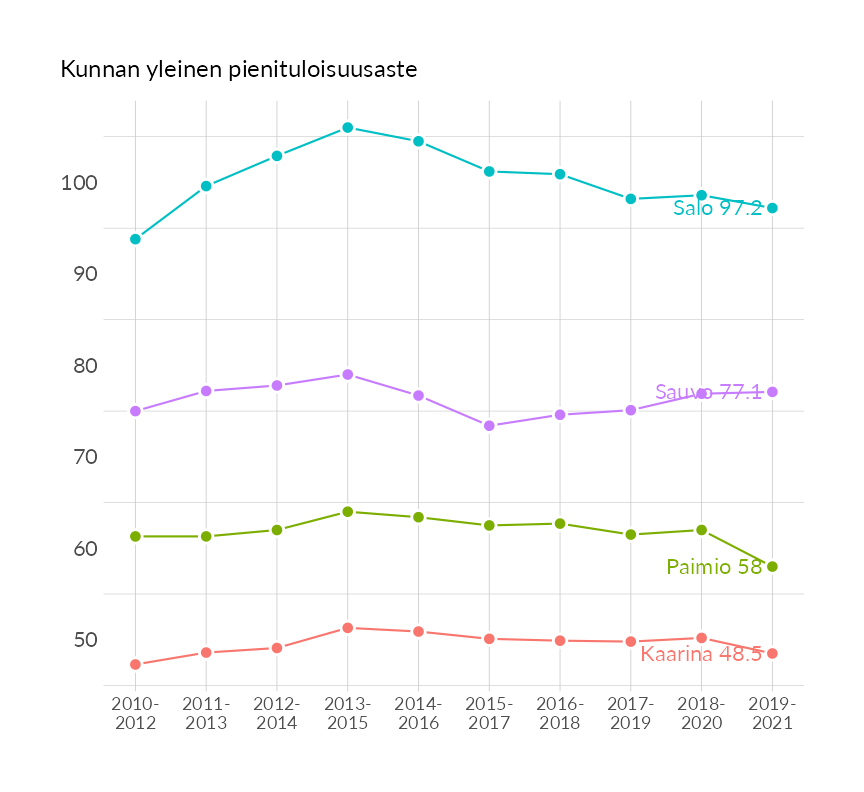 Kunnan yleinen pienituloisuusaste
100
90
80
70
60
50
Salo 97.2
Sauvo 77.1
Paimio 58
Kaarina 48.5
2010- 2011- 2012- 2013- 2014- 2015- 2016- 2017- 2018- 2019-
2012 2013 2014 2015 2016 2017 2018 2019 2020 2021